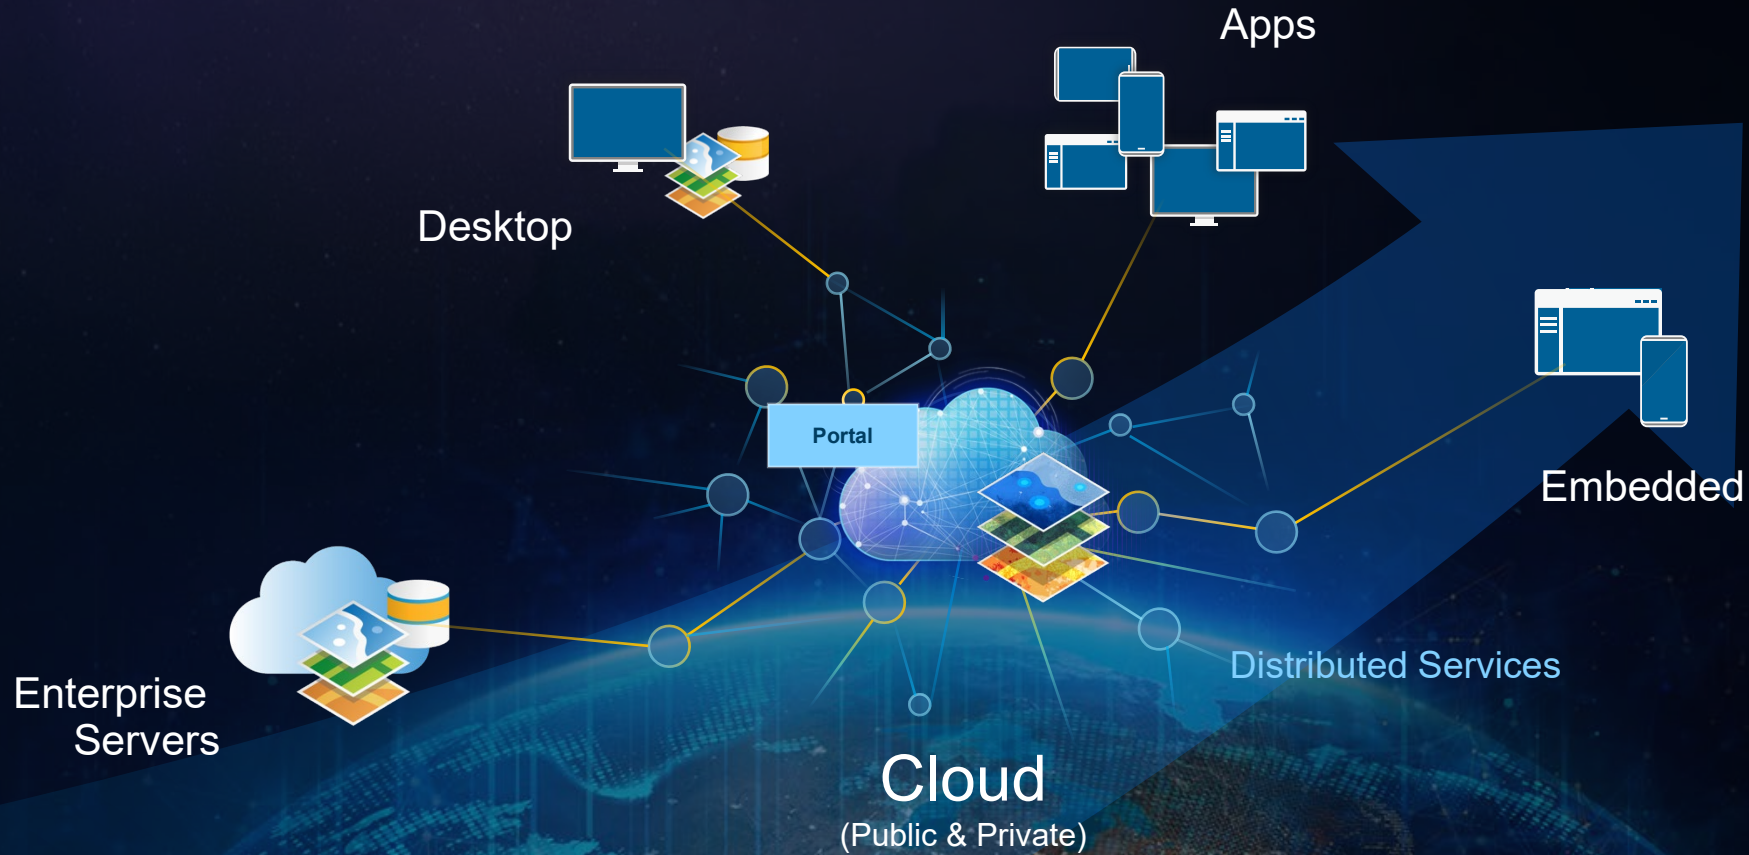 Apps
Desktop
Portal
Embedded
Enterprise
Servers
Distributed Services
Cloud
(Public & Private)